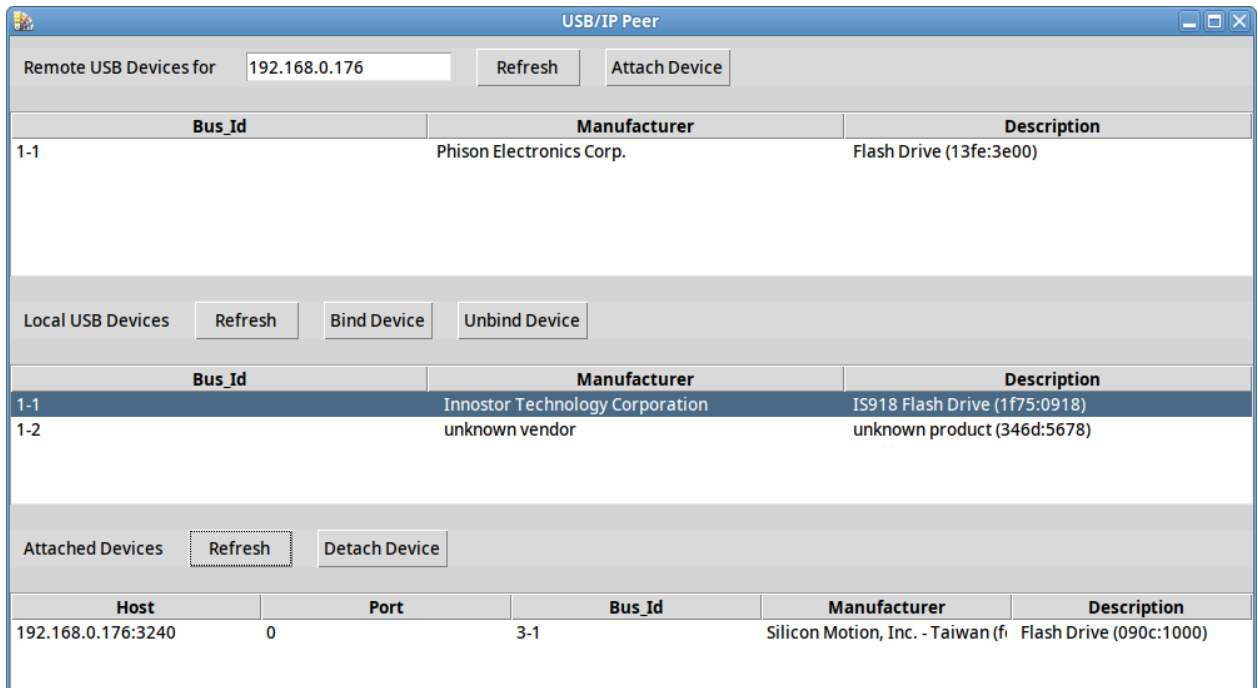 USB/IP Peer
Remote USB Devices for 192.168.0.176 Refresh Attach Device
Bus_Id Manufacturer Description
1-1 Phison Electronics Corp. Flash Drive (13fe:3e00)
Local USB Devices Refresh Bind Device Unbind Device
Bus_Id Manufacturer Description
1-1 Innostor Technology Corporation IS918 Flash Drive (1f75:0918)
1-2 unknown vendor unknown product (346d:5678)
Attached Devices Refresh Detach Device
Host Port Bus_Id Manufacturer Description
192.168.0.176:3240 0 3-1 Silicon Motion, Inc. - Taiwan Flash Drive (090c:1000)